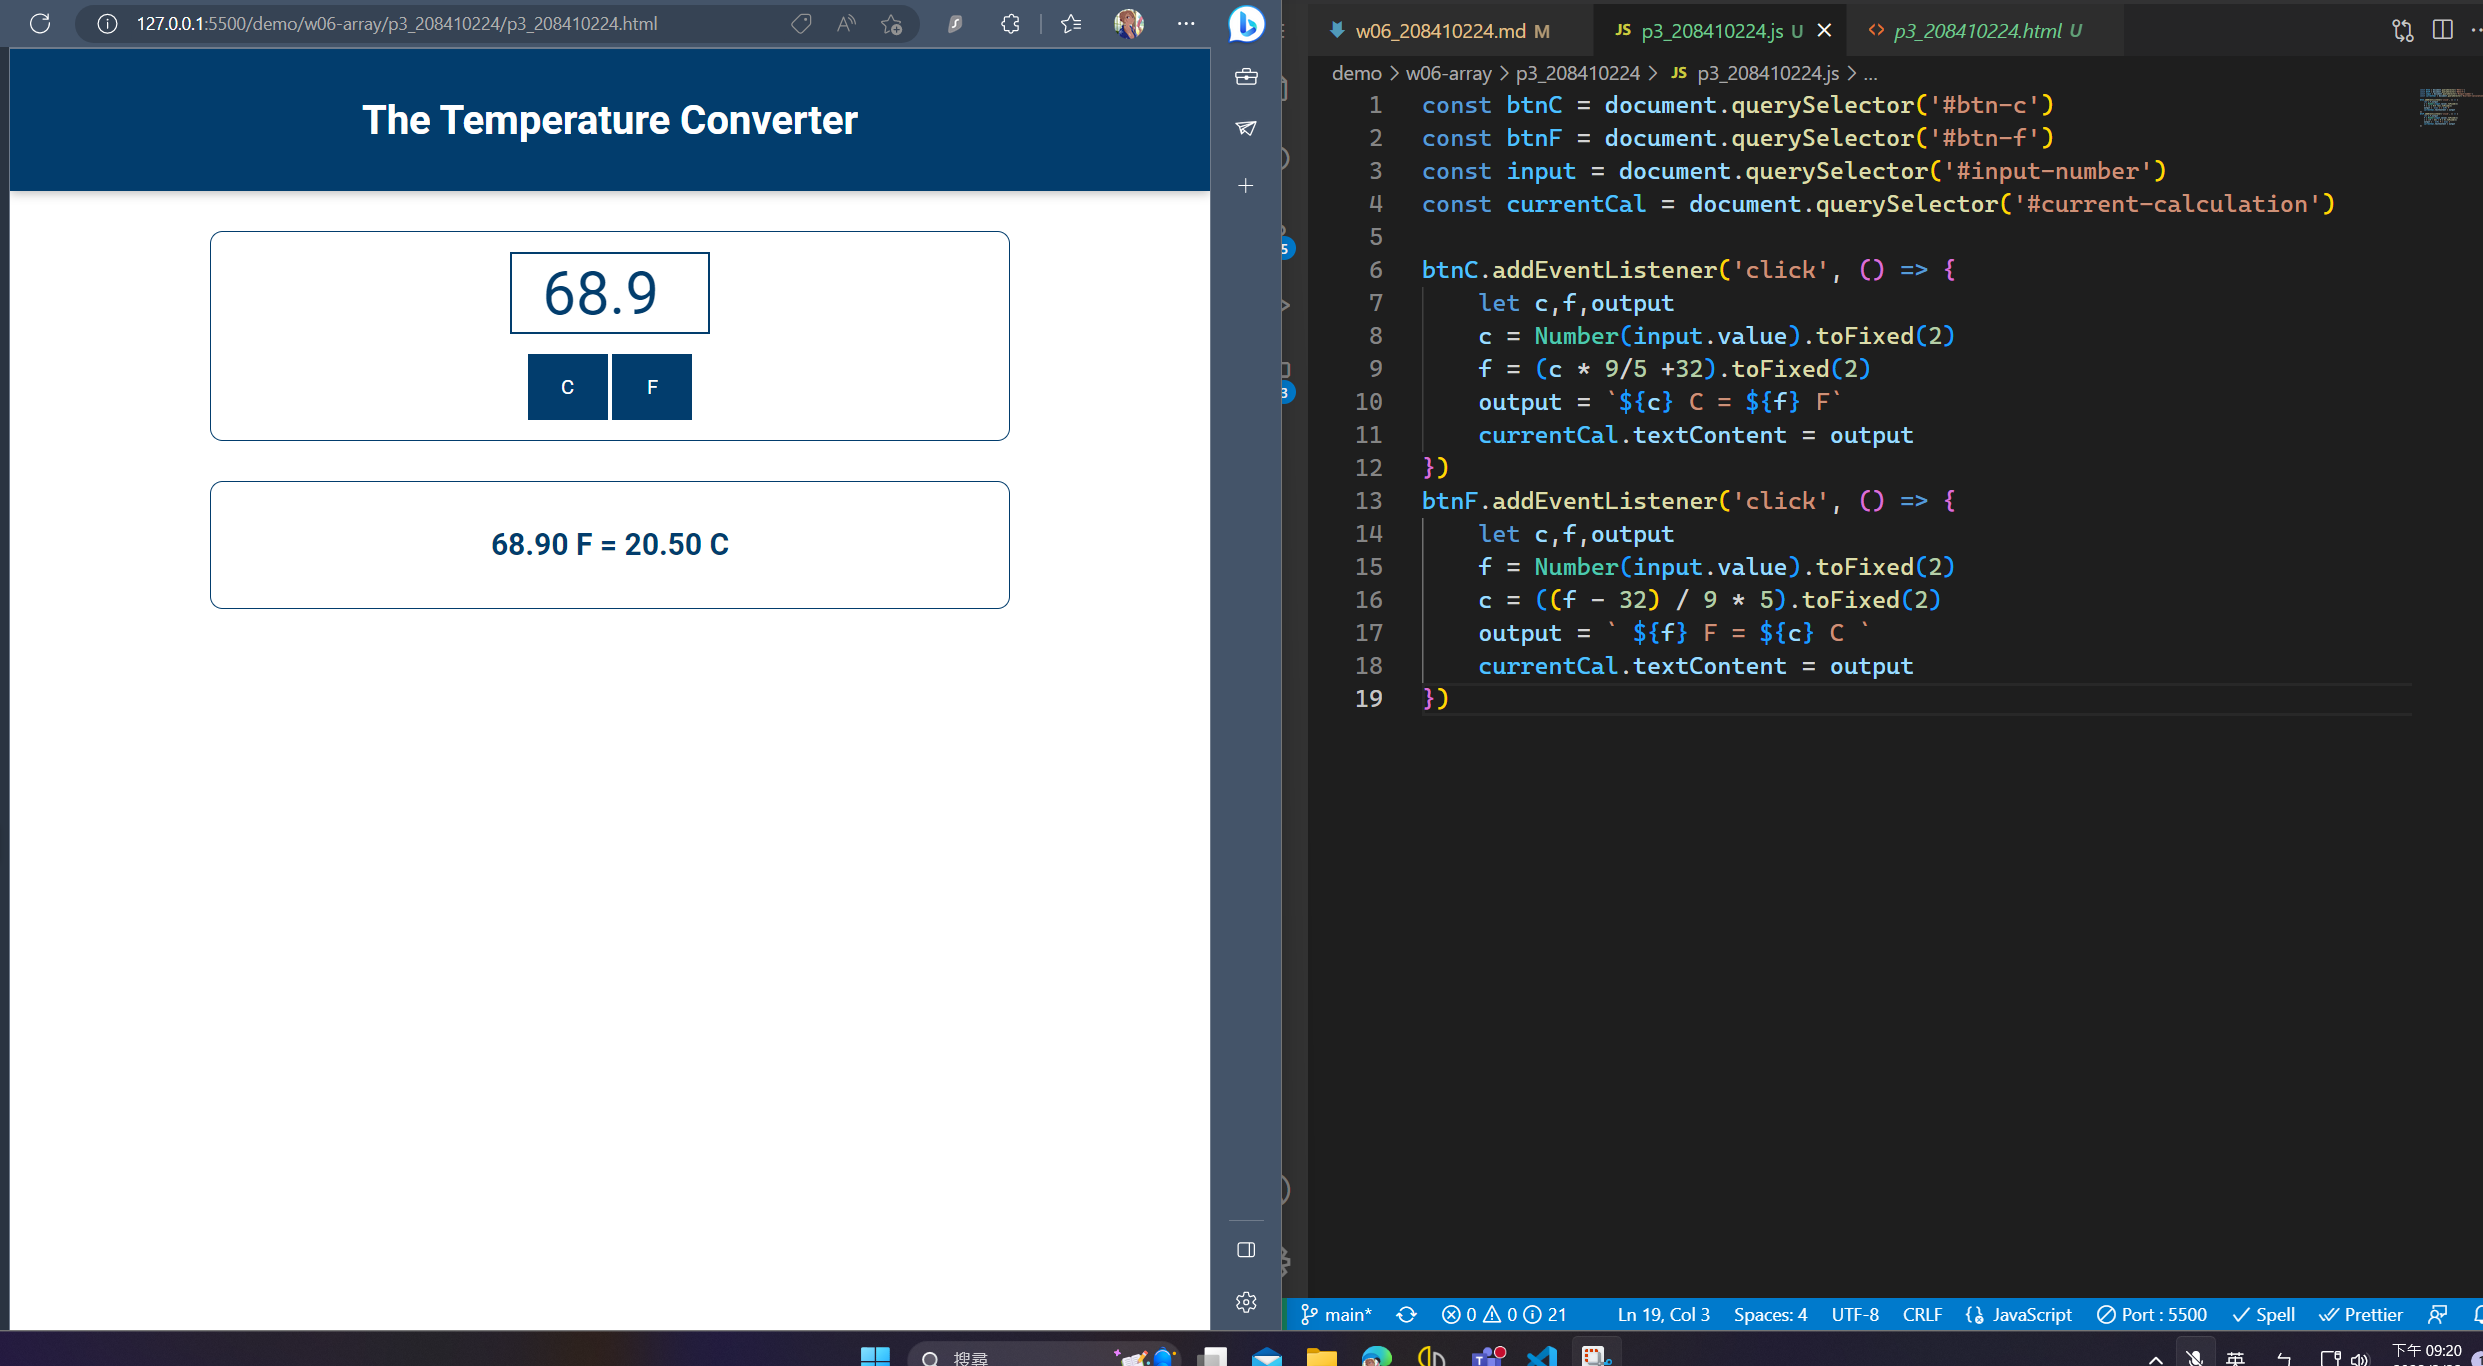 127.0.0.1:5500/demo/w06-array/p3_208410224/p3_208410224.html
The Temperature Converter
68.9
C F
68.90 F = 20.50 C
w06_208410224.md M
JS p3_208410224.js U
<> p3_208410224.html U
demo > w06-array > p3_208410224 > JS p3_208410224.js > ...
1 const btnC = document.querySelector('#btn-c')
2 const btnF = document.querySelector('#btn-f')
3 const input = document.querySelector('#input-number')
4 const currentCal = document.querySelector('#current-calculation')
5
6 btnC.addEventListener('click', () => {
7 let c,f,output
8 c = Number(input.value).toFixed(2)
9 f = (c * 9/5 +32).toFixed(2)
10 output = `${c} C = ${f} F`
11 currentCal.textContent = output
12 })
13 btnF.addEventListener('click', () => {
14 let c,f,output
15 f = Number(input.value).toFixed(2)
16 c = ((f - 32) / 9 * 5).toFixed(2)
17 output = ` ${f} F = ${c} C `
18 currentCal.textContent = output
19 })
5
3
main* 0 0 21 Ln 19, Col 3 Spaces: 4 UTF-8 CRLF JavaScript Port : 5500 Spell Prettier
搜尋
英
下午 09:20